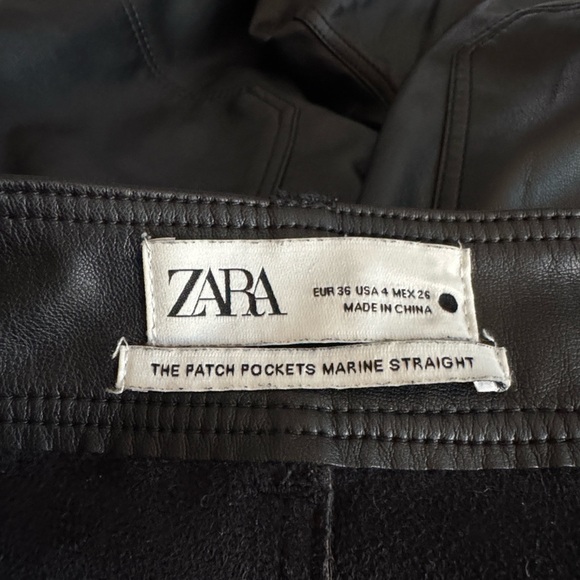 ZARA
EUR 36 USA 4 MEX 26
MADE IN CHINA
THE PATCH POCKETS MARINE STRAIGHT